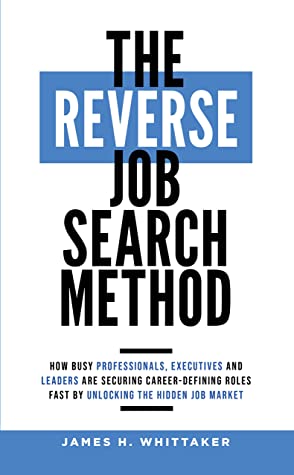 THE
REVERSE
JOB
SEARCH
METHOD
HOW BUSY PROFESSIONALS, EXECUTIVES AND
LEADERS ARE SECURING CAREER-DEFINING ROLES
FAST BY UNLOCKING THE HIDDEN JOB MARKET
JAMES H. WHITTAKER